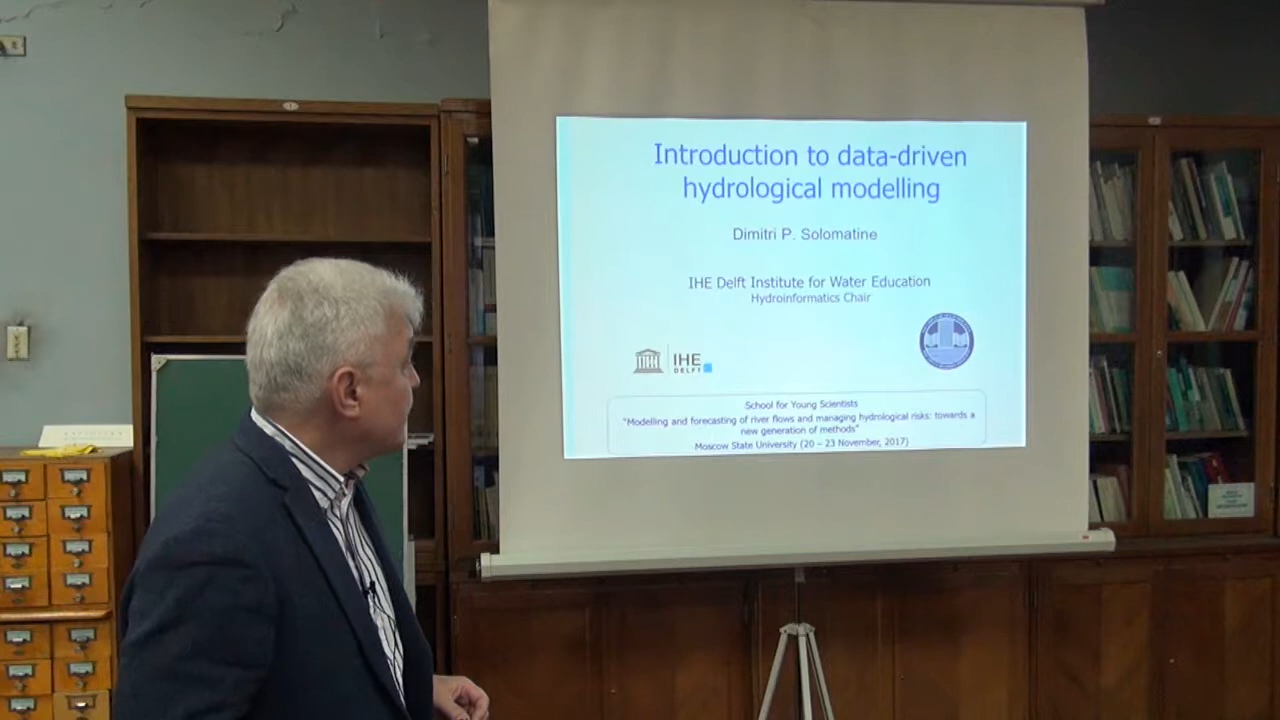 Introduction to data-driven
hydrological modelling
Dimitri P. Solomatine
IHE Delft Institute for Water Education
Hydroinformatics Chair
IHE
DELFT
School for Young Scientists
"Modelling and forecasting of river flows and managing hydrological risks: towards a
new generation of methods"
Moscow State University (20 – 23 November, 2017)